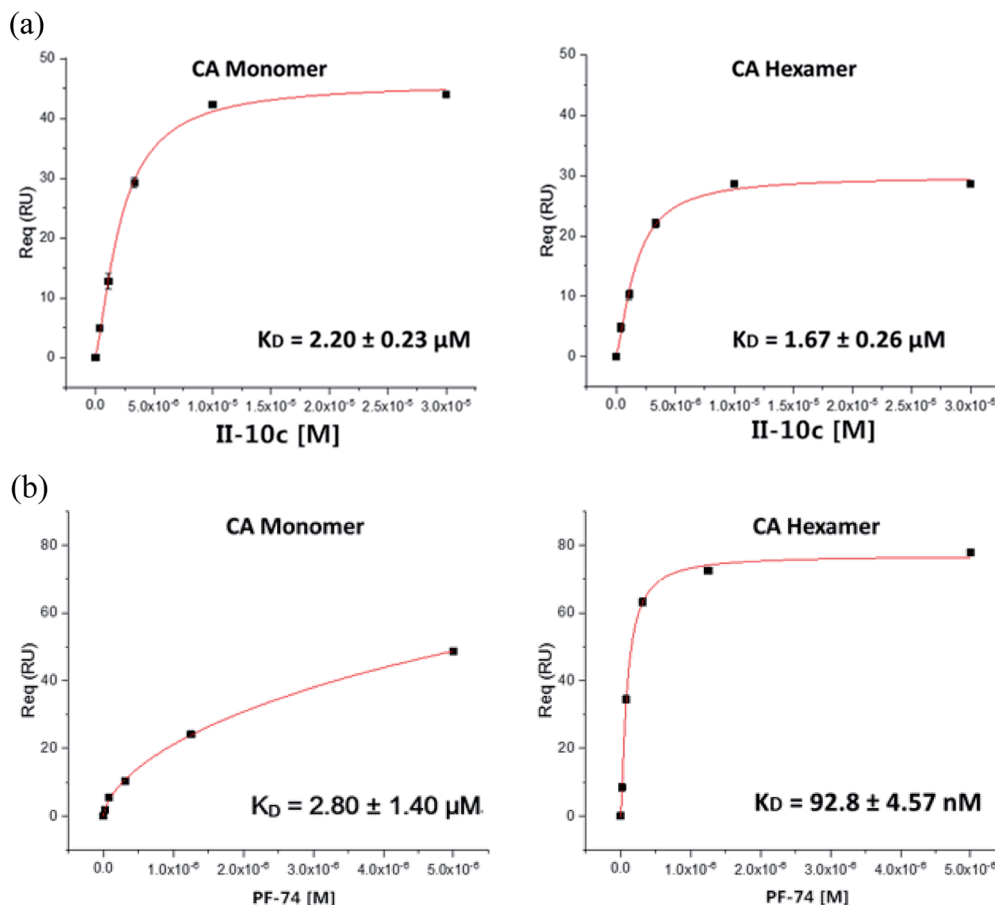 (a)
CA Monomer
50
40
30
20
10
0
Req (RU)
KD = 2.20 ± 0.23 µM
0.0 5.0x10⁻⁶ 1.0x10⁻⁵ 1.5x10⁻⁵ 2.0x10⁻⁵ 2.5x10⁻⁵ 3.0x10⁻⁵
II-10c [M]
CA Hexamer
50
40
30
20
10
0
Req (RU)
KD = 1.67 ± 0.26 µM
0.0 5.0x10⁻⁶ 1.0x10⁻⁵ 1.5x10⁻⁵ 2.0x10⁻⁵ 2.5x10⁻⁵ 3.0x10⁻⁵
II-10c [M]
(b)
CA Monomer
80
60
40
20
0
Req (RU)
KD = 2.80 ± 1.40 µM
0.0 1.0x10⁻⁶ 2.0x10⁻⁶ 3.0x10⁻⁶ 4.0x10⁻⁶ 5.0x10⁻⁶
PF-74 [M]
CA Hexamer
80
60
40
20
0
Req (RU)
KD = 92.8 ± 4.57 nM
0.0 1.0x10⁻⁶ 2.0x10⁻⁶ 3.0x10⁻⁶ 4.0x10⁻⁶ 5.0x10⁻⁶
PF-74 [M]